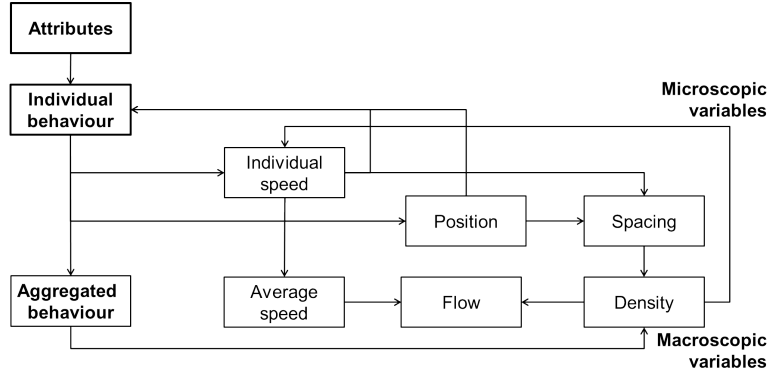 Attributes
Individual
behaviour
Microscopic
variables
Individual
speed
Position
Spacing
Aggregated
behaviour
Average
speed
Flow
Density
Macroscopic
variables